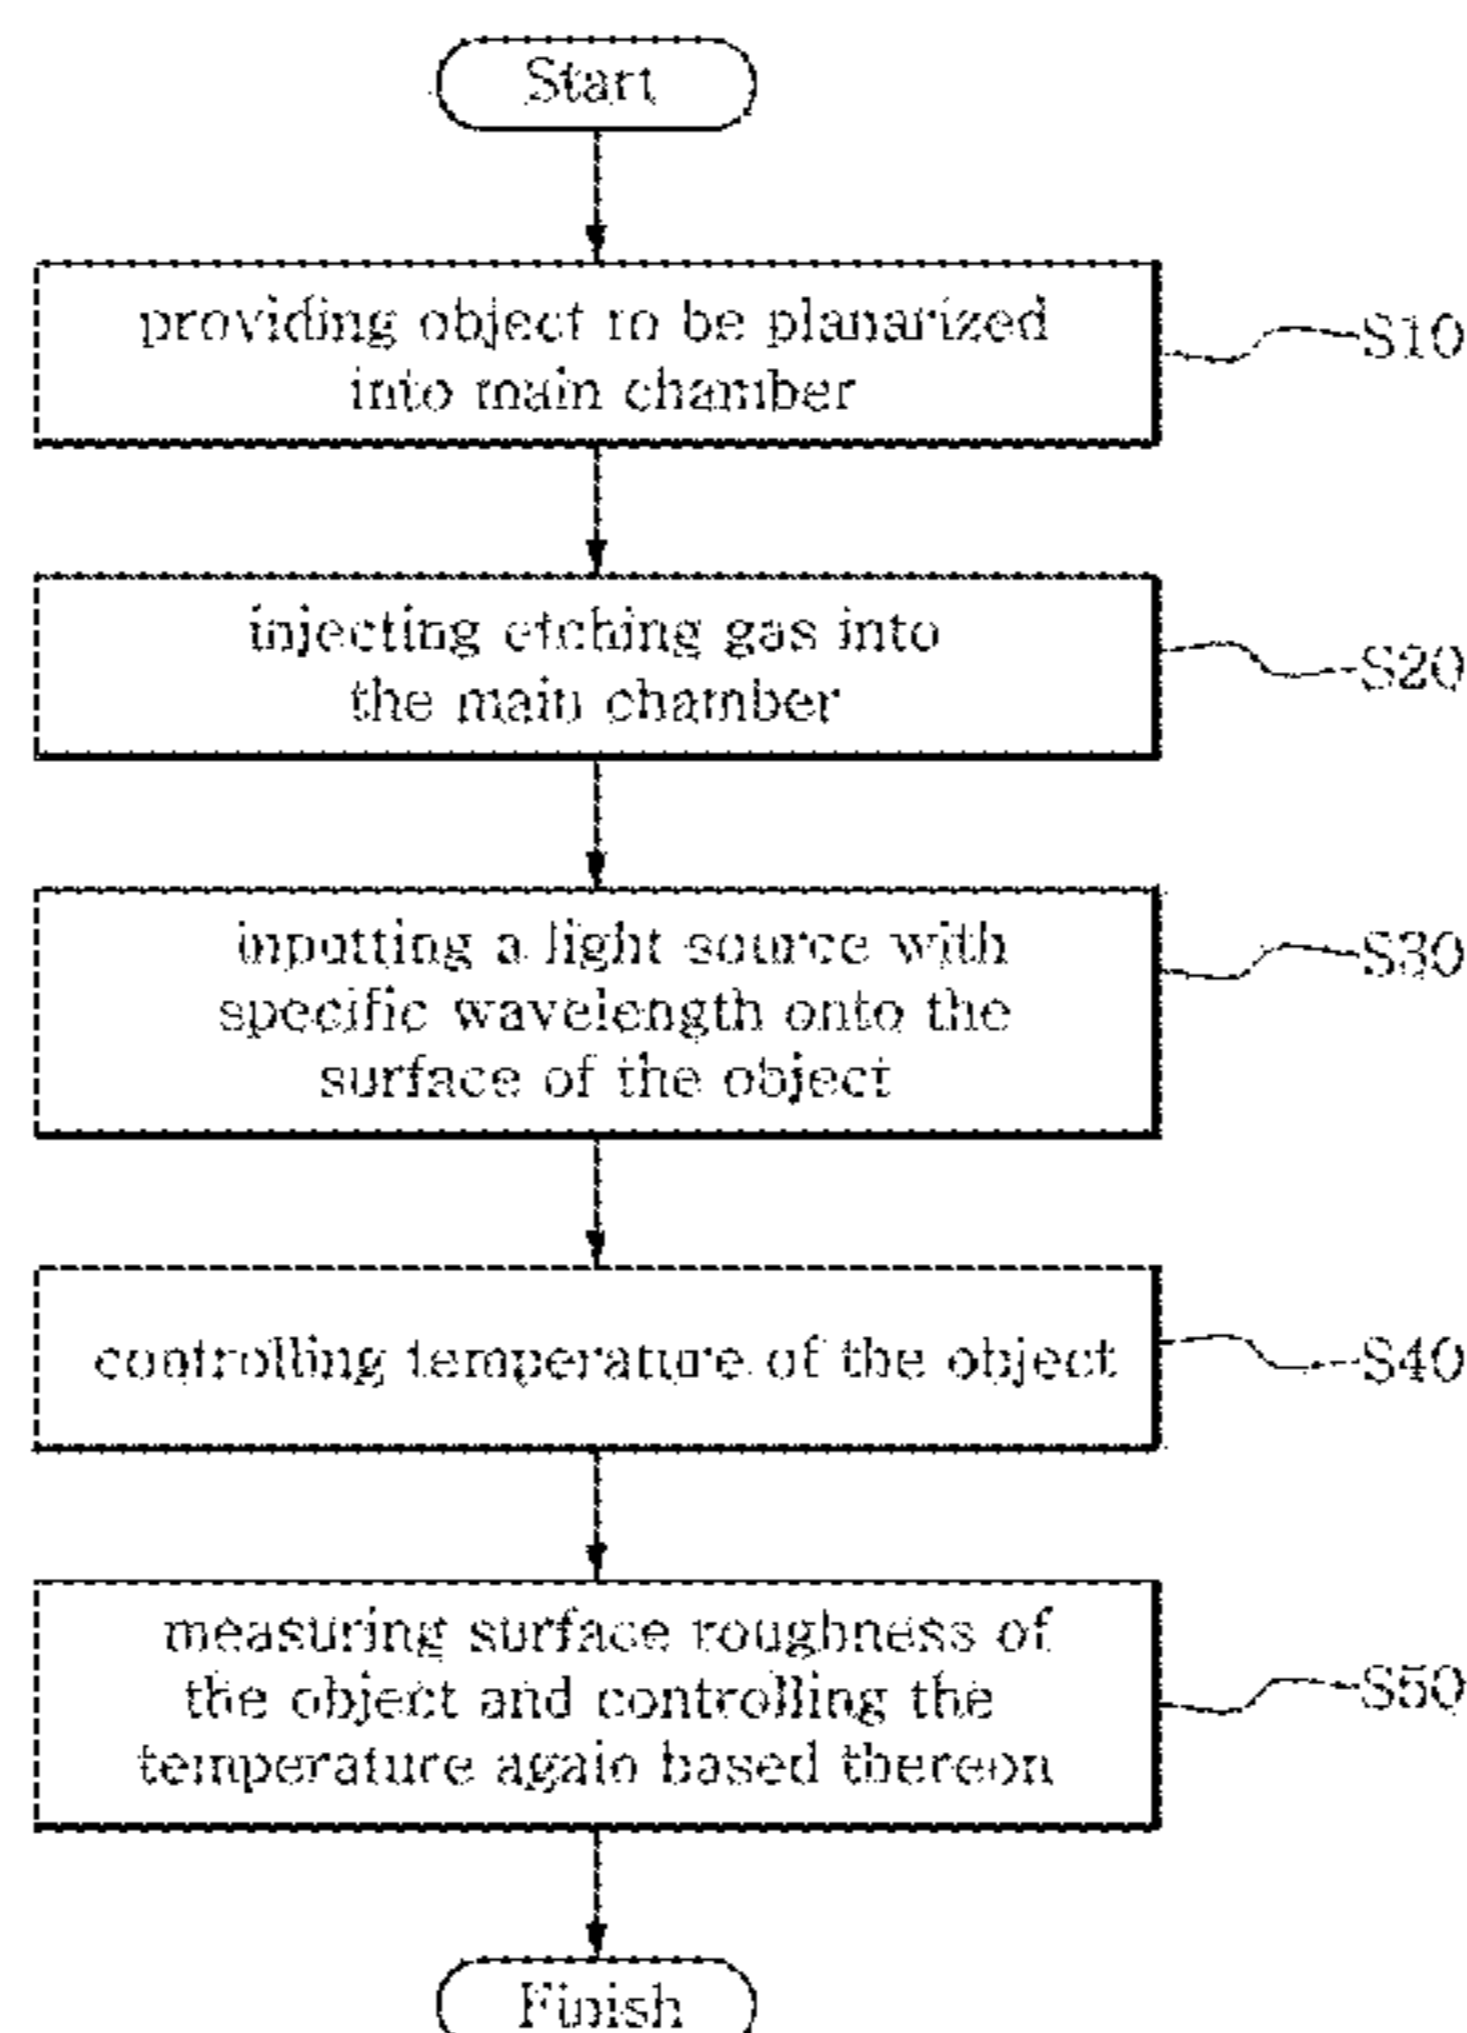 Start
providing object to be planarized
into main chamber
S10
injecting etching gas into
the main chamber
S20
inputting a light source with
specific wavelength onto the
surface of the object
S30
controlling temperature of the object
S40
measuring surface roughness of
the object and controlling the
temperature again based thereon
S50
Finish